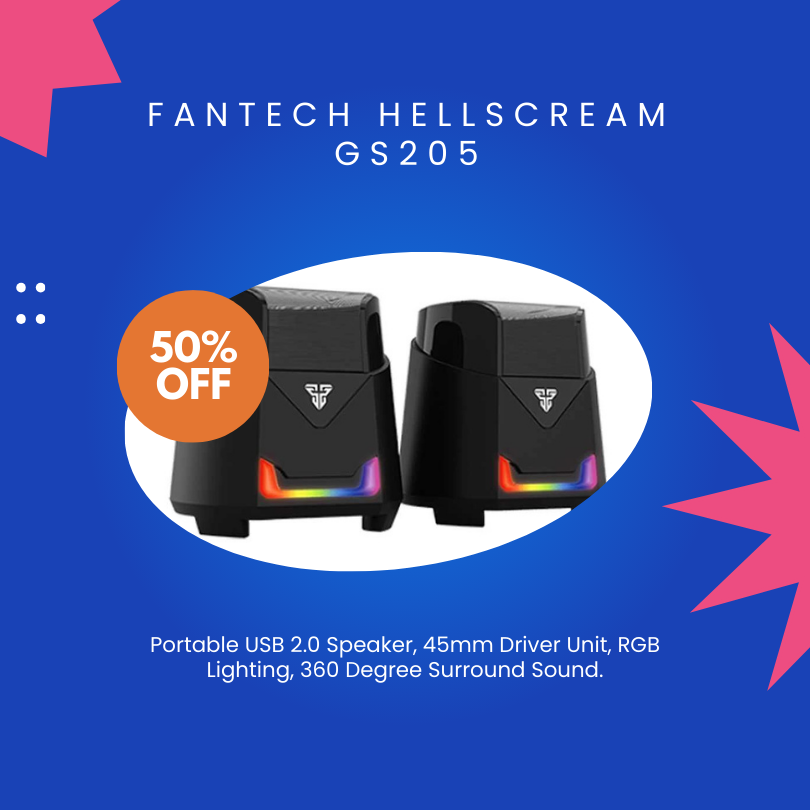 FANTECH HELLSCREAM
GS205
50%
OFF
Portable USB 2.0 Speaker, 45mm Driver Unit, RGB
Lighting, 360 Degree Surround Sound.